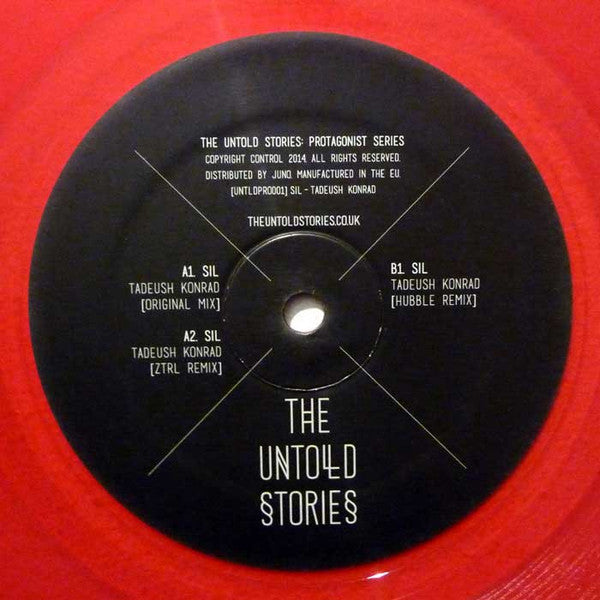 THE UNTOLD STORIES: PROTAGONIST SERIES
COPYRIGHT CONTROL 2014. ALL RIGHTS RESERVED.
DISTRIBUTED BY JUNO. MANUFACTURED IN THE EU.
[UNTLDPRO001] SIL - TADEUSH KONRAD
THEUNTOLDSTORIES.CO.UK
A1. SIL
TADEUSH KONRAD
[ORIGINAL MIX]
A2. SIL
TADEUSH KONRAD
[ZTRL REMIX]
B1. SIL
TADEUSH KONRAD
[HUBBLE REMIX]
THE
UNTOLD
STORIES